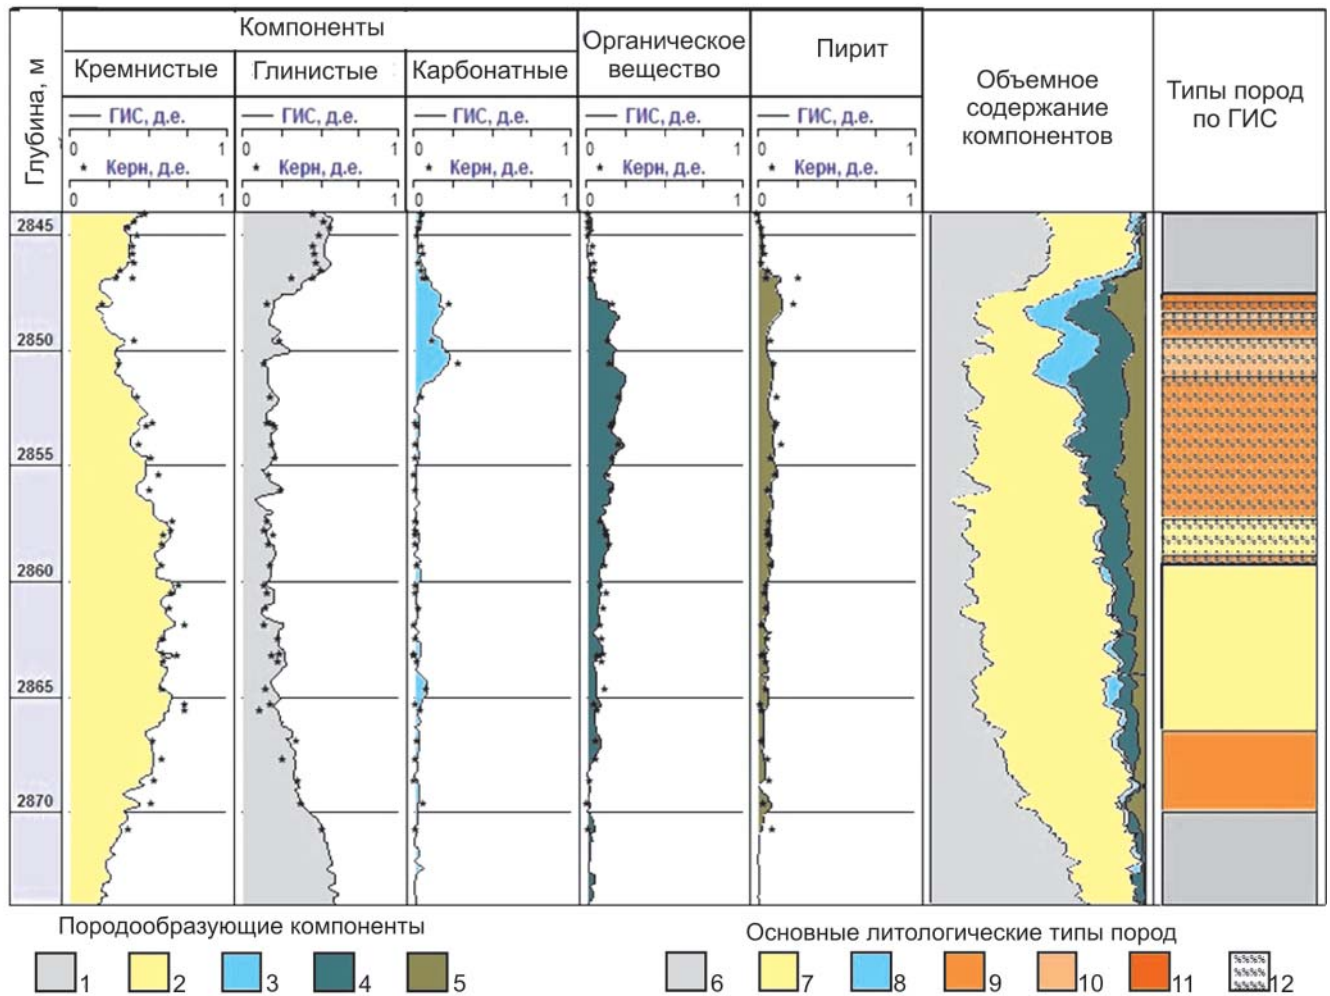 Глубина, м
Компоненты
Кремнистые
Глинистые
Карбонатные
Органическое
вещество
Пирит
Объемное
содержание
компонентов
Типы пород
по ГИС
ГИС, д.е.
0 1
Керн, д.е.
0 1
ГИС, д.е.
0 1
Керн, д.е.
0 1
ГИС, д.е.
0 1
Керн, д.е.
0 1
ГИС, д.е.
0 1
Керн, д.е.
0 1
ГИС, д.е.
0 1
Керн, д.е.
0 1
2845
2850
2855
2860
2865
2870
Породообразующие компоненты
1 2 3 4 5
Основные литологические типы пород
6 7 8 9 10 11 12